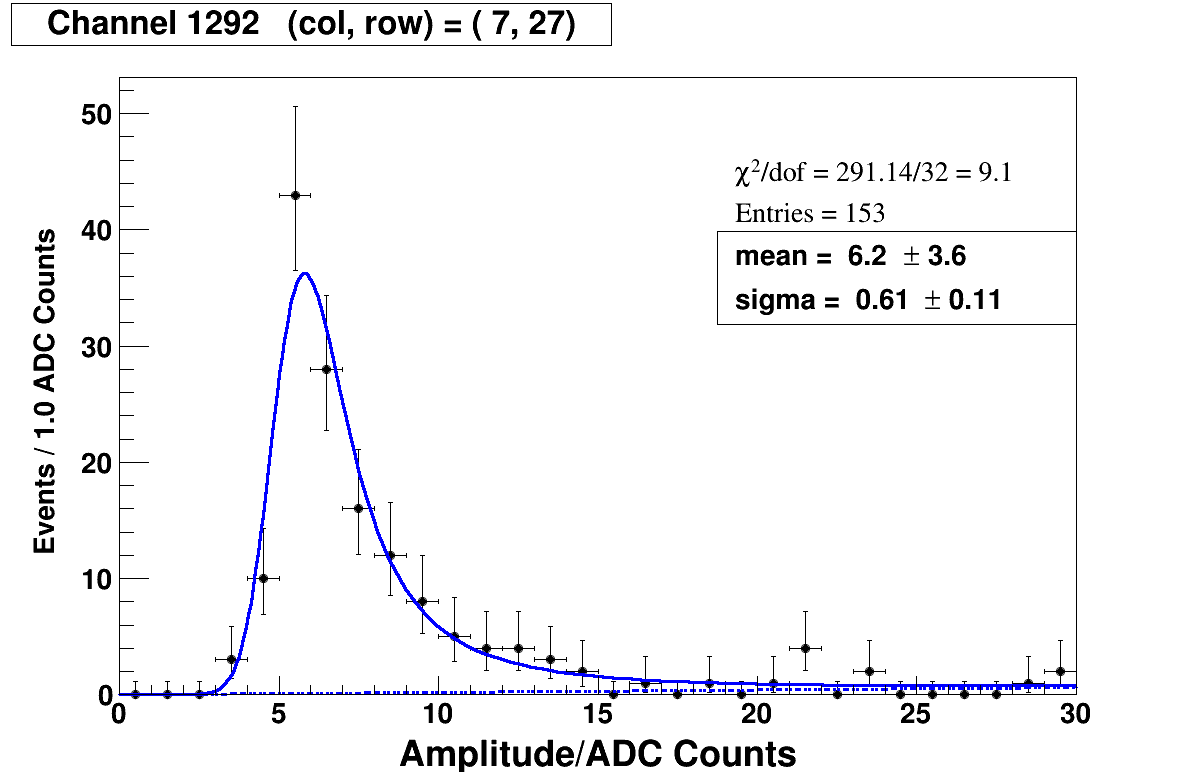 Channel 1292 (col, row) = ( 7, 27)
Events / 1.0 ADC Counts
50
40
30
20
10
0
χ²/dof = 291.14/32 = 9.1
Entries = 153
mean = 6.2 ± 3.6
sigma = 0.61 ± 0.11
0 5 10 15 20 25 30
Amplitude/ADC Counts